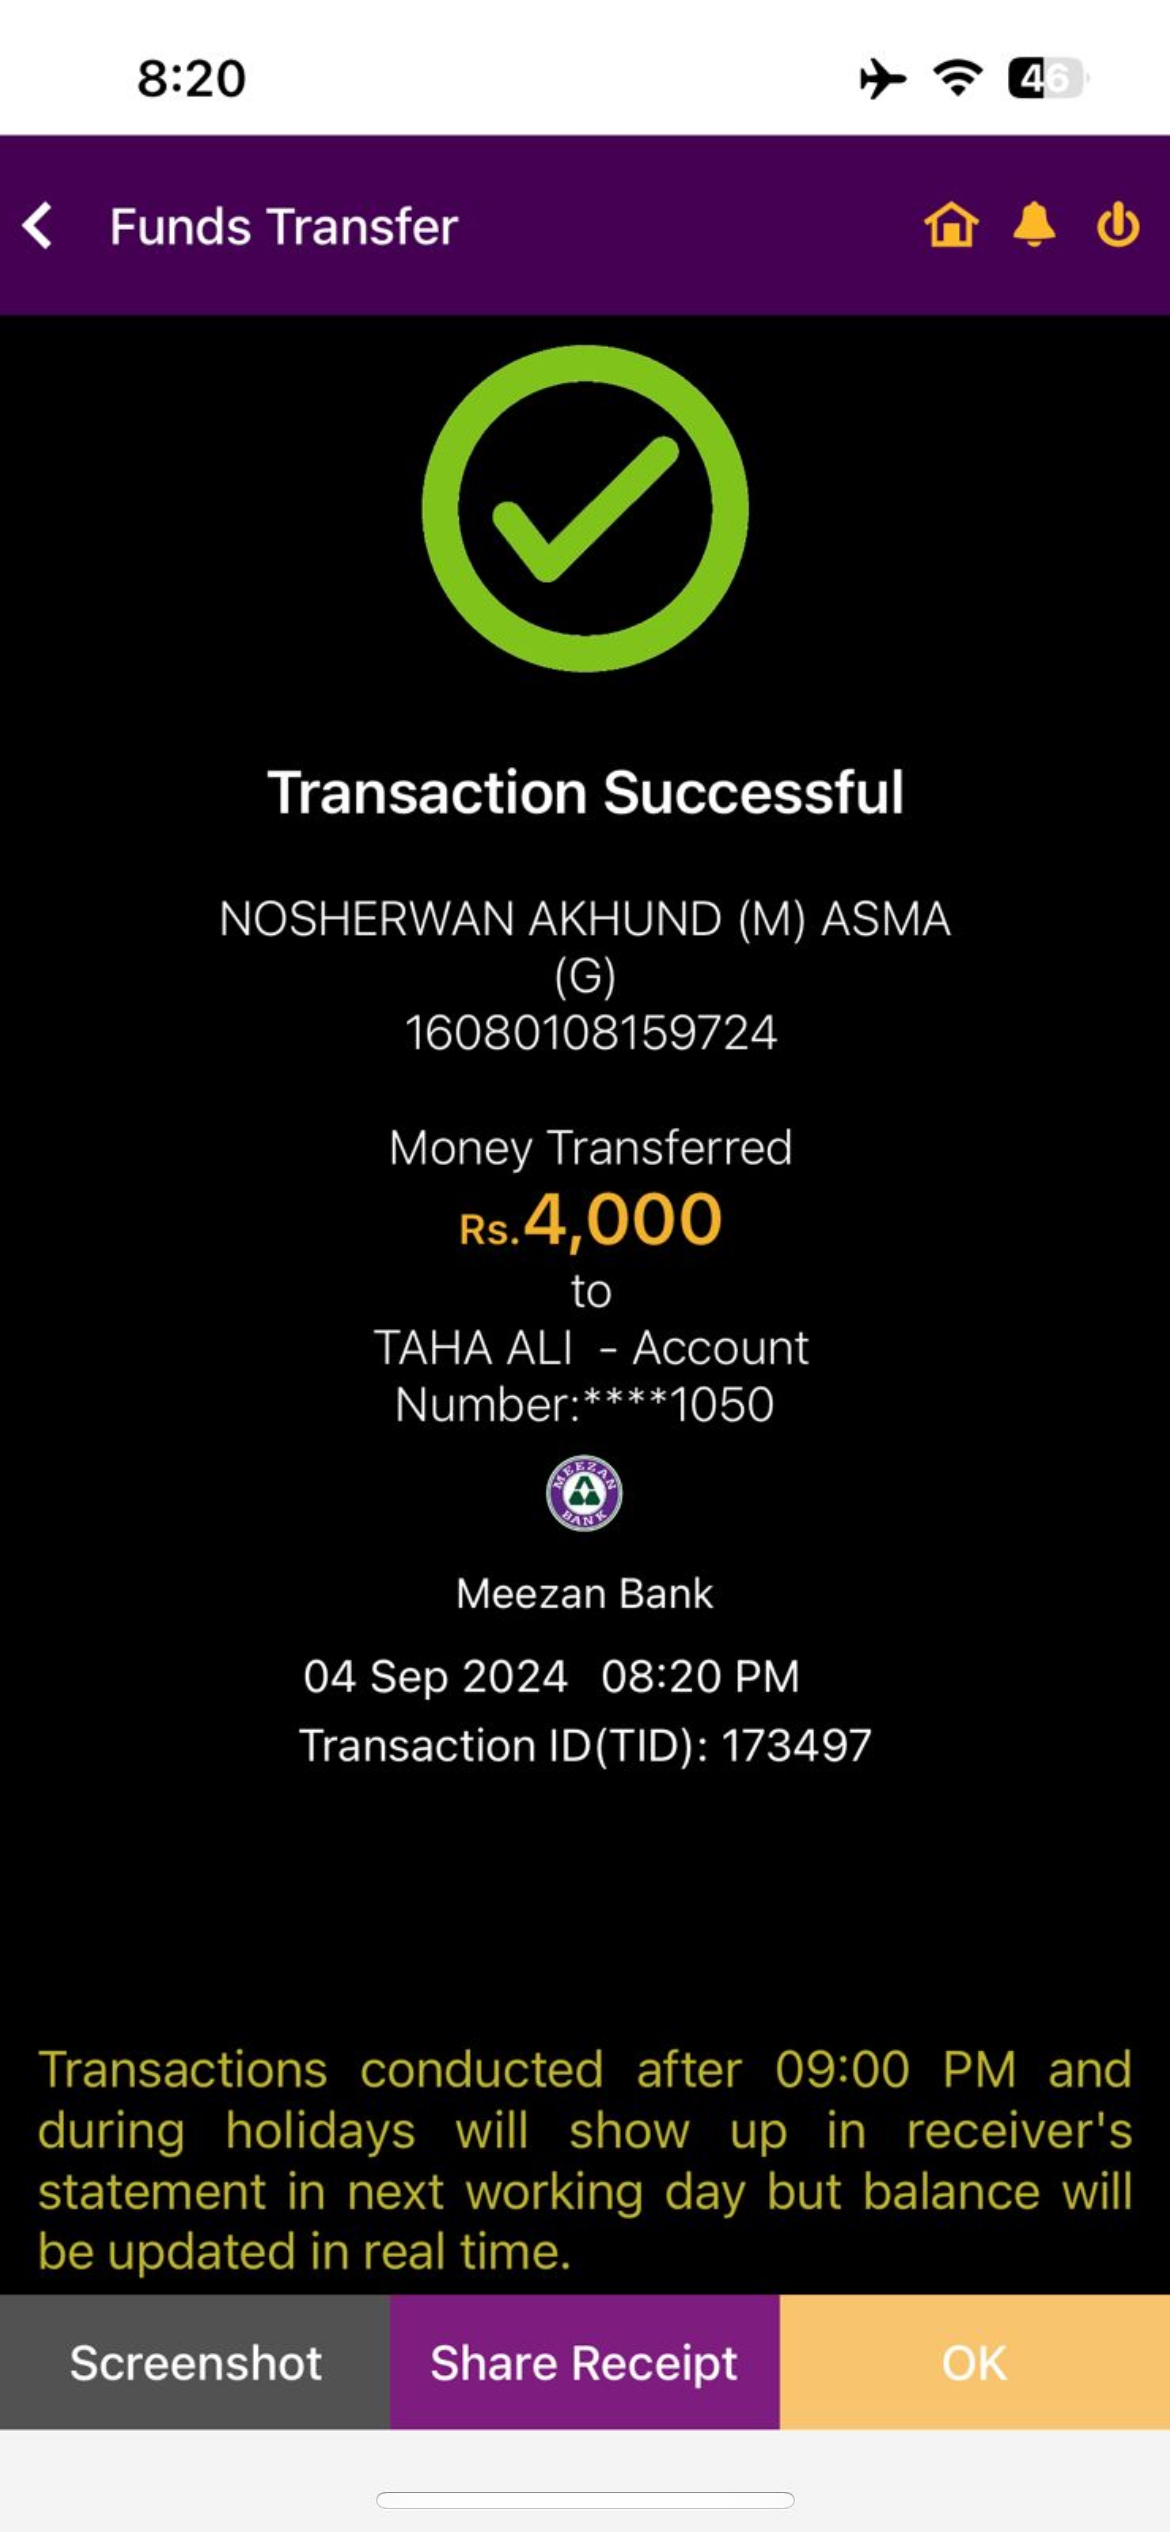 8:20
46
Funds Transfer
Transaction Successful
NOSHERWAN AKHUND (M) ASMA
(G)
16080108159724
Money Transferred
Rs.4,000
to
TAHA ALI - Account
Number:****1050
MEEZAN
BANK
Meezan Bank
04 Sep 2024 08:20 PM
Transaction ID(TID): 173497
Transactions conducted after 09:00 PM and
during holidays will show up in receiver's
statement in next working day but balance will
be updated in real time.
Screenshot
Share Receipt
OK